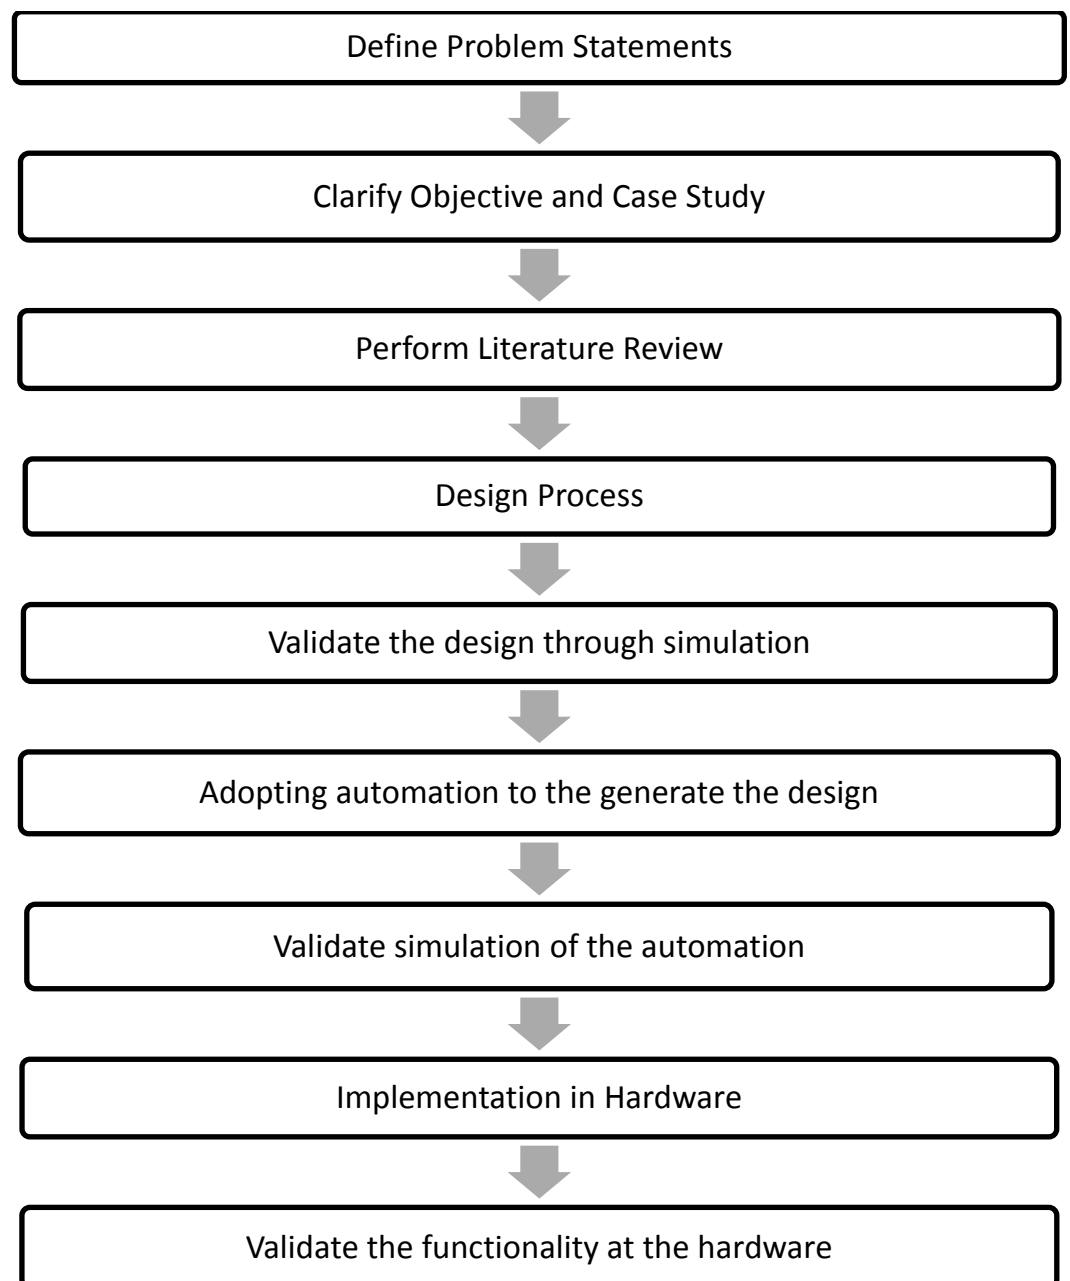 Define Problem Statements
Clarify Objective and Case Study
Perform Literature Review
Design Process
Validate the design through simulation
Adopting automation to the generate the design
Validate simulation of the automation
Implementation in Hardware
Validate the functionality at the hardware